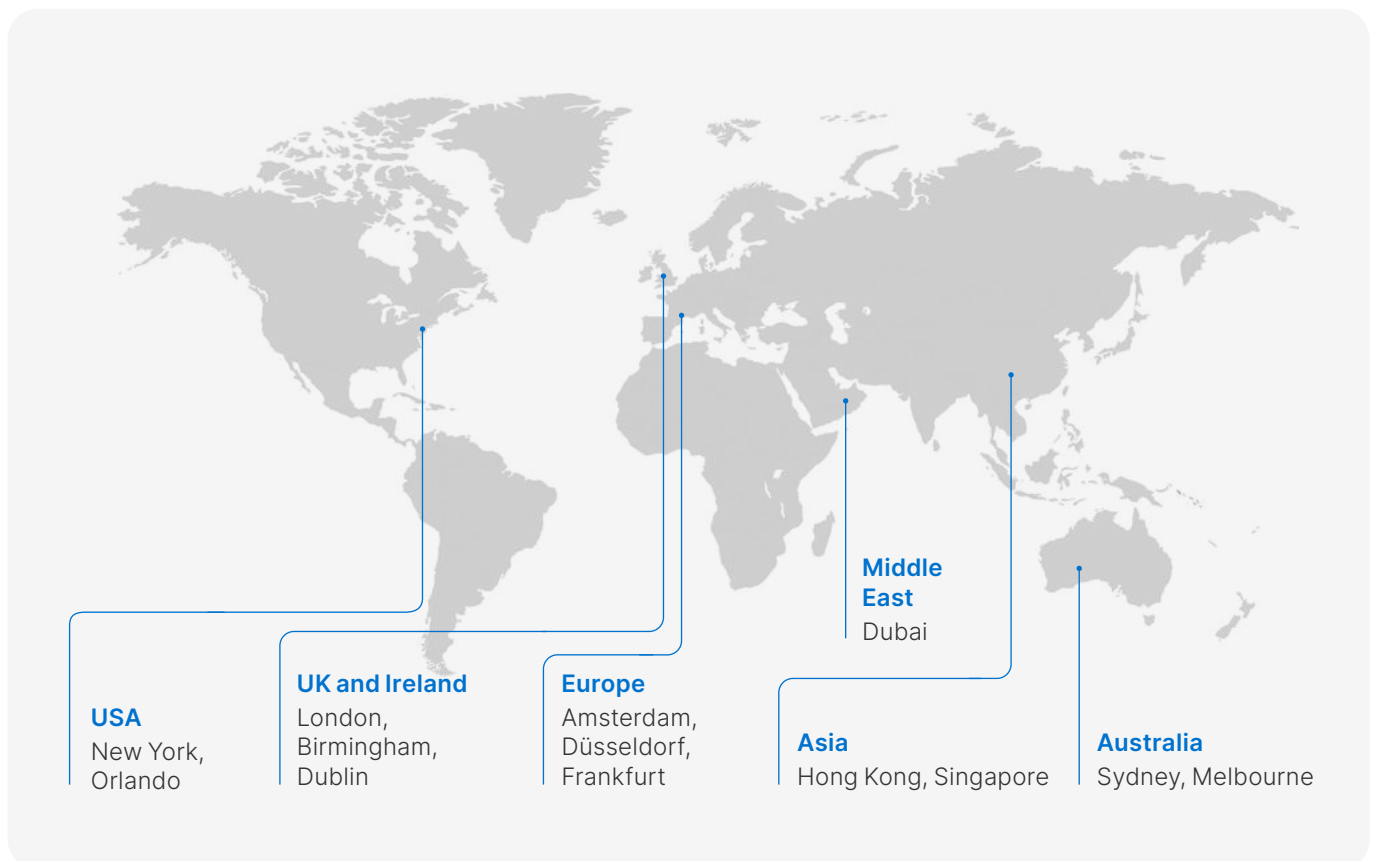 USA
New York,
Orlando
UK and Ireland
London,
Birmingham,
Dublin
Europe
Amsterdam,
Düsseldorf,
Frankfurt
Middle
East
Dubai
Asia
Hong Kong, Singapore
Australia
Sydney, Melbourne